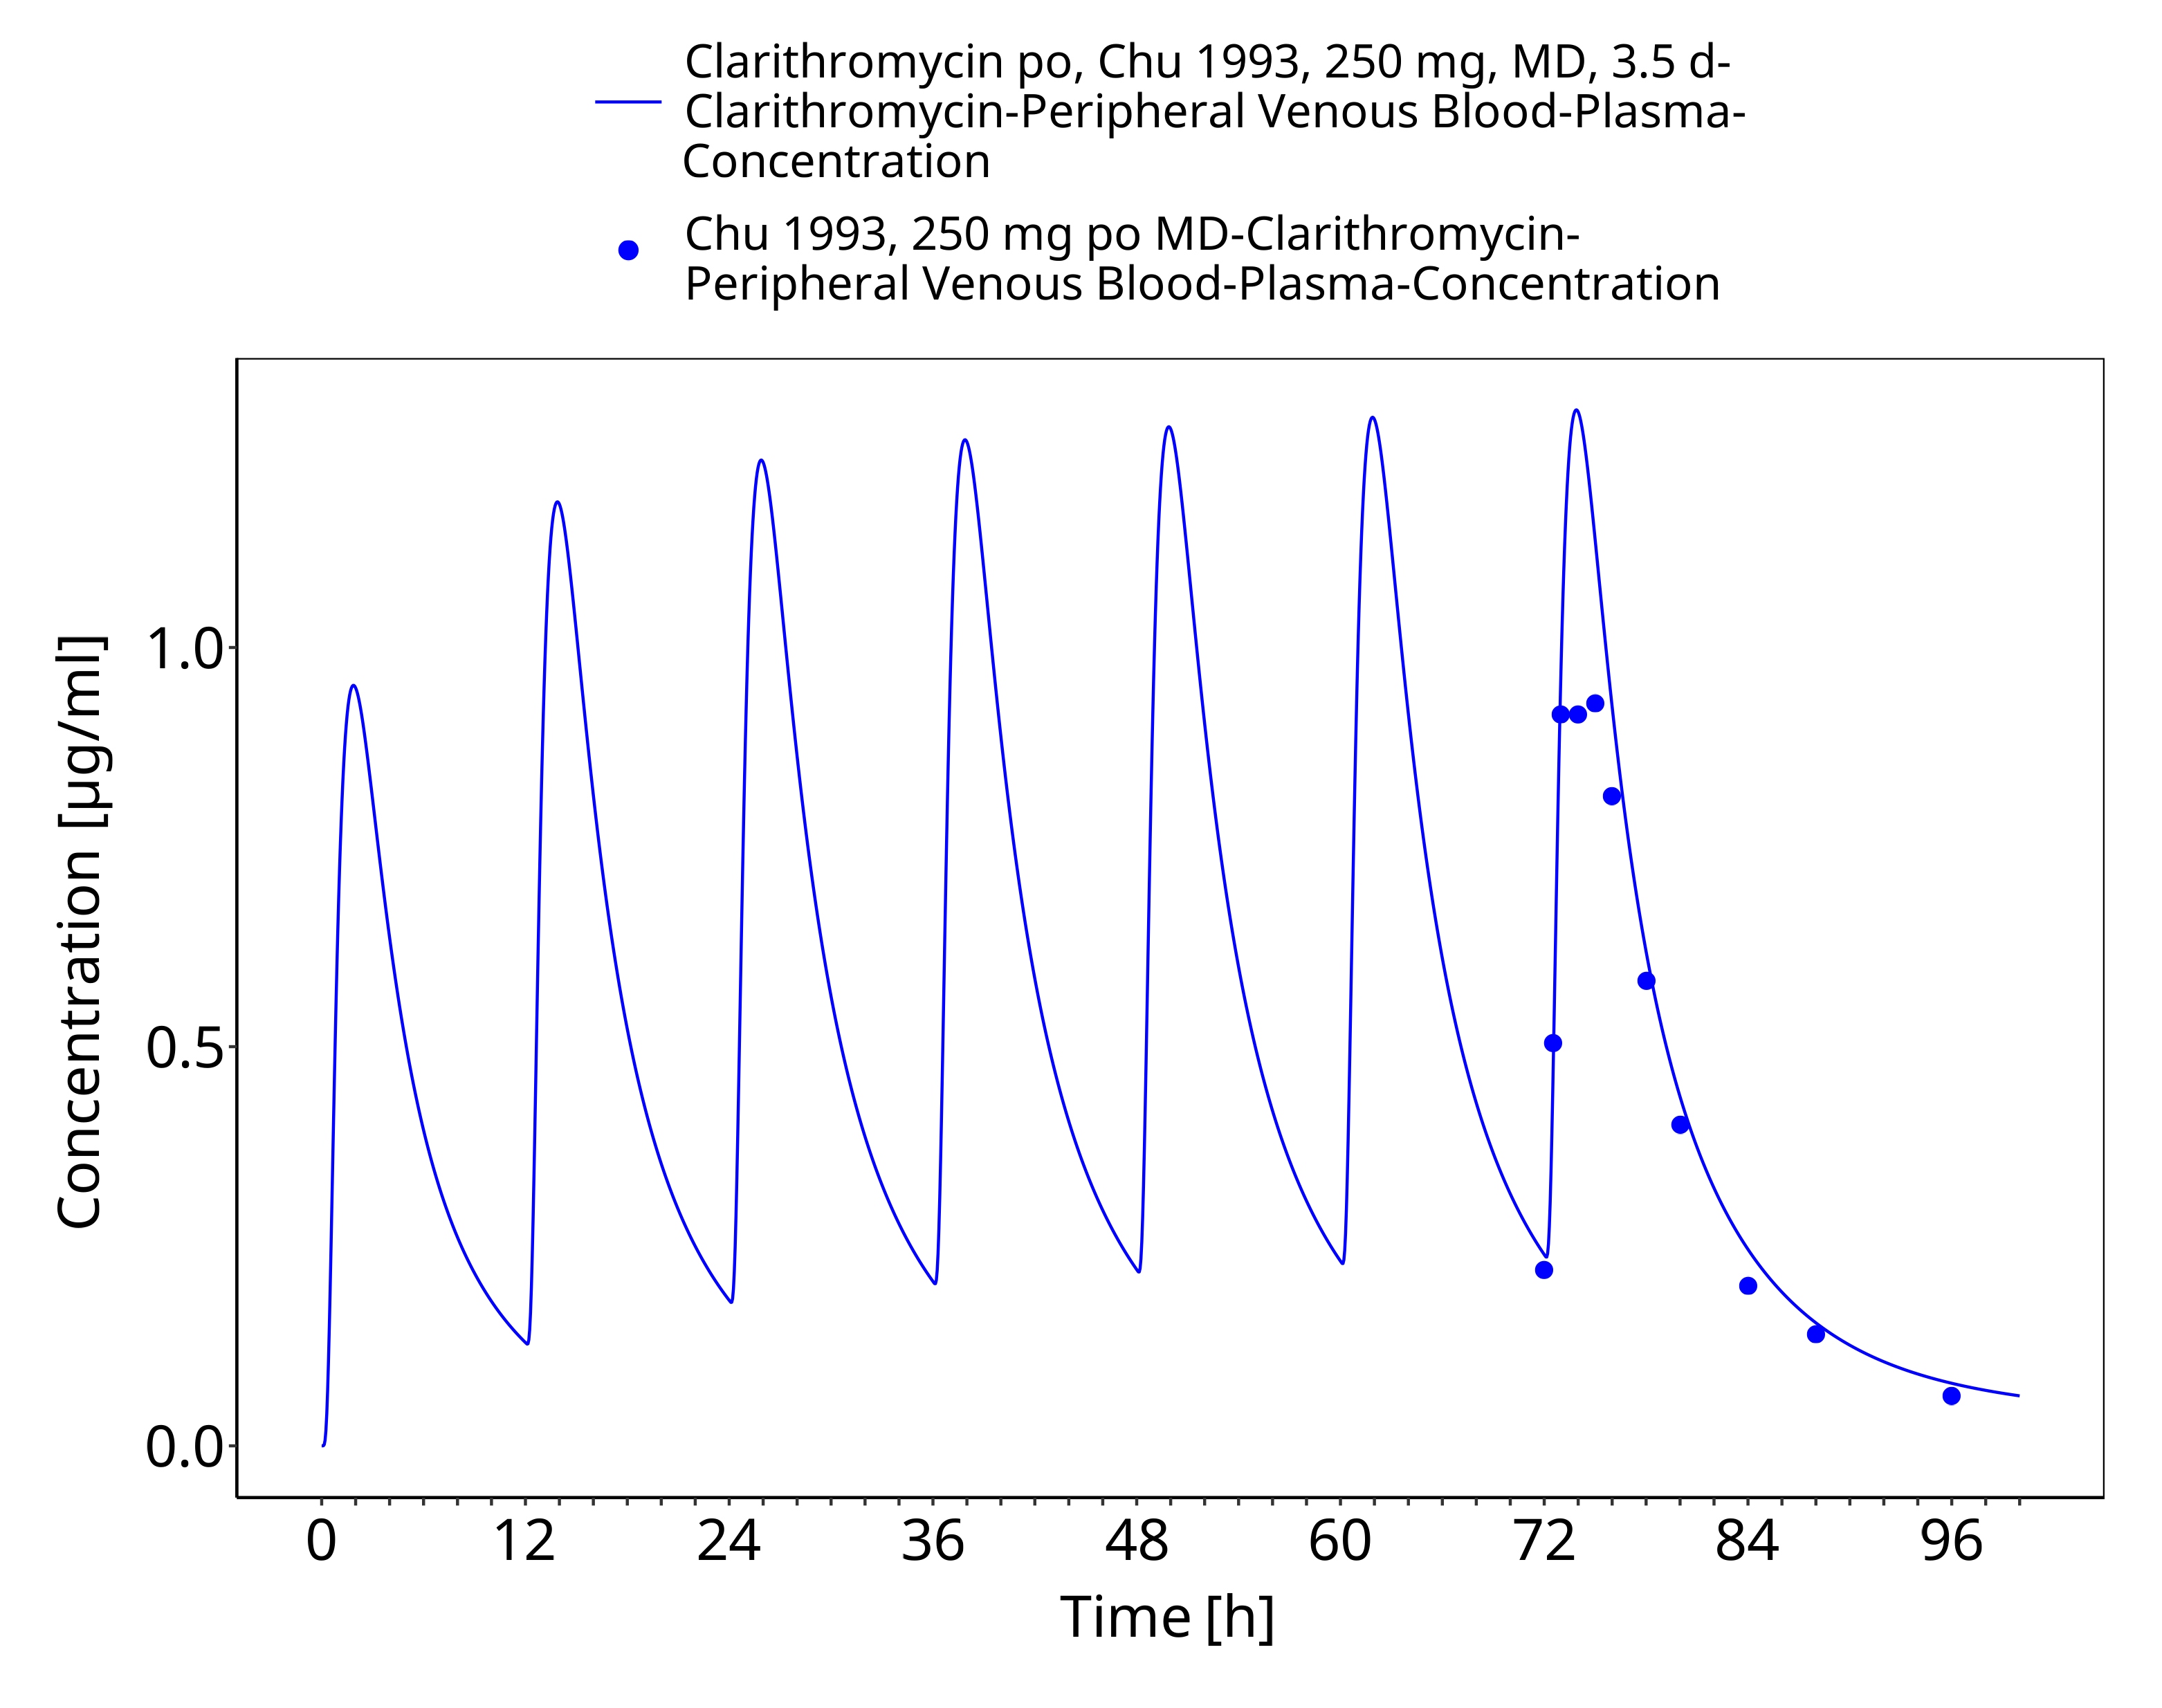 Clarithromycin po, Chu 1993, 250 mg, MD, 3.5 d-
Clarithromycin-Peripheral Venous Blood-Plasma-
Concentration
Chu 1993, 250 mg po MD-Clarithromycin-
Peripheral Venous Blood-Plasma-Concentration
Concentration [µg/ml]
1.0
0.5
0.0
0 12 24 36 48 60 72 84 96
Time [h]